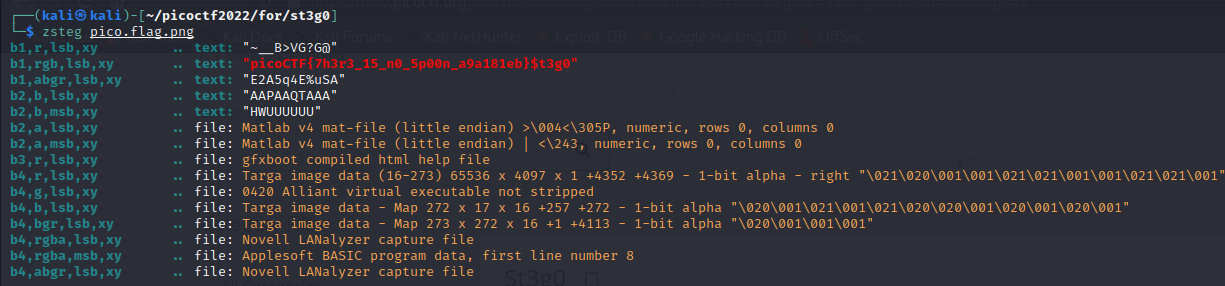 (kali㉿kali)-[~/picoctf2022/for/st3g0]
$ zsteg pico.flag.png
b1,r,lsb,xy .. text: "~__B>VG?G@"
b1,rgb,lsb,xy .. text: "picoCTF{7h3r3_15_n0_5p00n_a9a181eb}$t3g0"
b1,abgr,lsb,xy .. text: "E2A5q4E%uSA"
b2,b,lsb,xy .. text: "AAPAAQTAAA"
b2,b,msb,xy .. text: "HWUUUUUU"
b2,a,lsb,xy .. file: Matlab v4 mat-file (little endian) >\004<\305P, numeric, rows 0, columns 0
b2,a,msb,xy .. file: Matlab v4 mat-file (little endian) | <\243, numeric, rows 0, columns 0
b3,r,lsb,xy .. file: gfxboot compiled html help file
b4,r,lsb,xy .. file: Targa image data (16-273) 65536 x 4097 x 1 +4352 +4369 - 1-bit alpha - right "\021\020\001\001\021\021\001\001\021\021\001"
b4,g,lsb,xy .. file: 0420 Alliant virtual executable not stripped
b4,b,lsb,xy .. file: Targa image data - Map 272 x 17 x 16 +257 +272 - 1-bit alpha "\020\001\021\001\021\020\020\001\020\001\020\001"
b4,bgr,lsb,xy .. file: Targa image data - Map 273 x 272 x 16 +1 +4113 - 1-bit alpha "\020\001\001\001"
b4,rgba,lsb,xy .. file: Novell LANalyzer capture file
b4,rgba,msb,xy .. file: Applesoft BASIC program data, first line number 8
b4,abgr,lsb,xy .. file: Novell LANalyzer capture file
St3g0